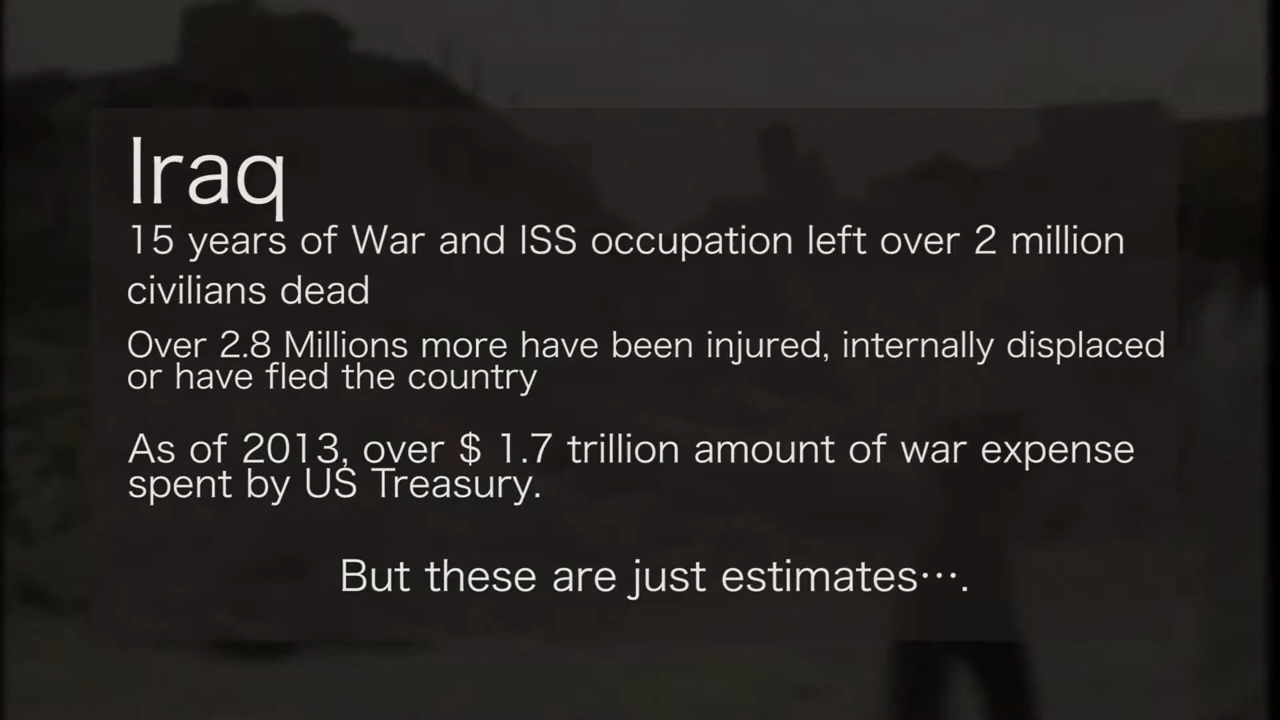 Iraq
15 years of War and ISS occupation left over 2 million
civilians dead
Over 2.8 Millions more have been injured, internally displaced
or have fled the country
As of 2013, over $ 1.7 trillion amount of war expense
spent by US Treasury.
But these are just estimates….